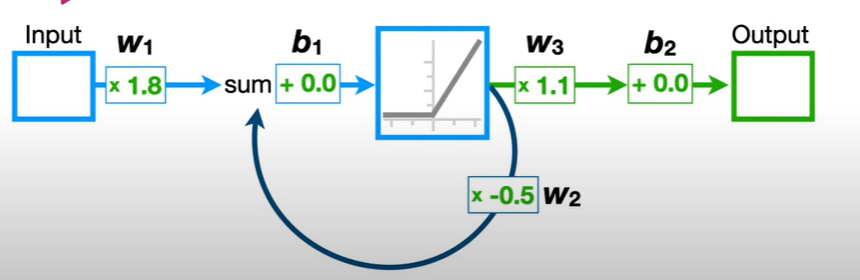 Input
w1
b1
w3
b2
Output
x 1.8
sum
+ 0.0
x 1.1
+ 0.0
x -0.5
w2